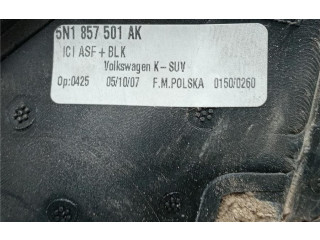 5N1 857 501 AK
ICI ASF + BLK
Volkswagen K-SUV
Op:0425 05/10/07 F.M.POLSKA 0150/0260